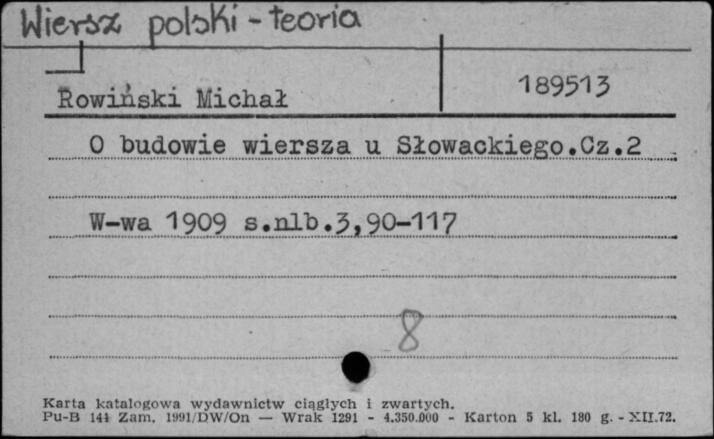 Wiersz polski - teoria
189513
Rowiński Michał
O budowie wiersza u Słowackiego.Cz.2
W-wa 1909 s.nlb.3,90-117
8
Karta katalogowa wydawnictw ciągłych i zwartych.
Pu-B 144 Zam. 1991/DW/On — Wrak 1291 - 4.350.000 - Karton 5 kl. 180 g. - XII.72.